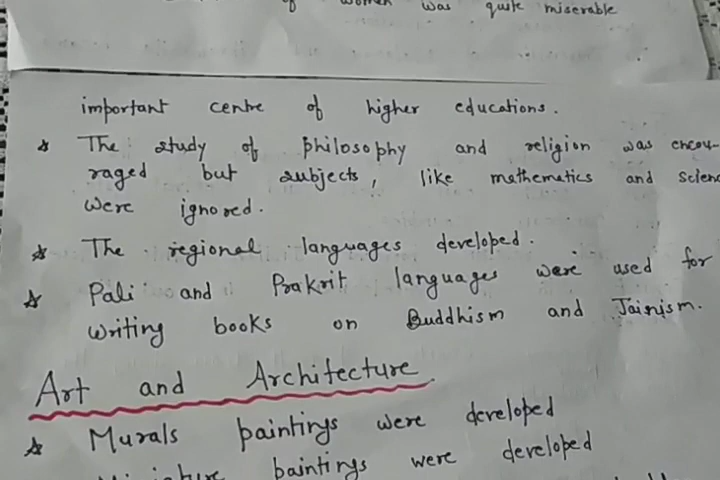 of women was quite miserable
important centre of higher educations.
☆ The study of philosophy and religion was encou-
raged but subjects, like mathematics and
were ignored.
☆ The regional languages developed.
☆ Pali and Prakrit languages were used for
writing books on Buddhism and Jainism.
Art and Architecture.
☆ Murals paintings were developed
paintings were developed